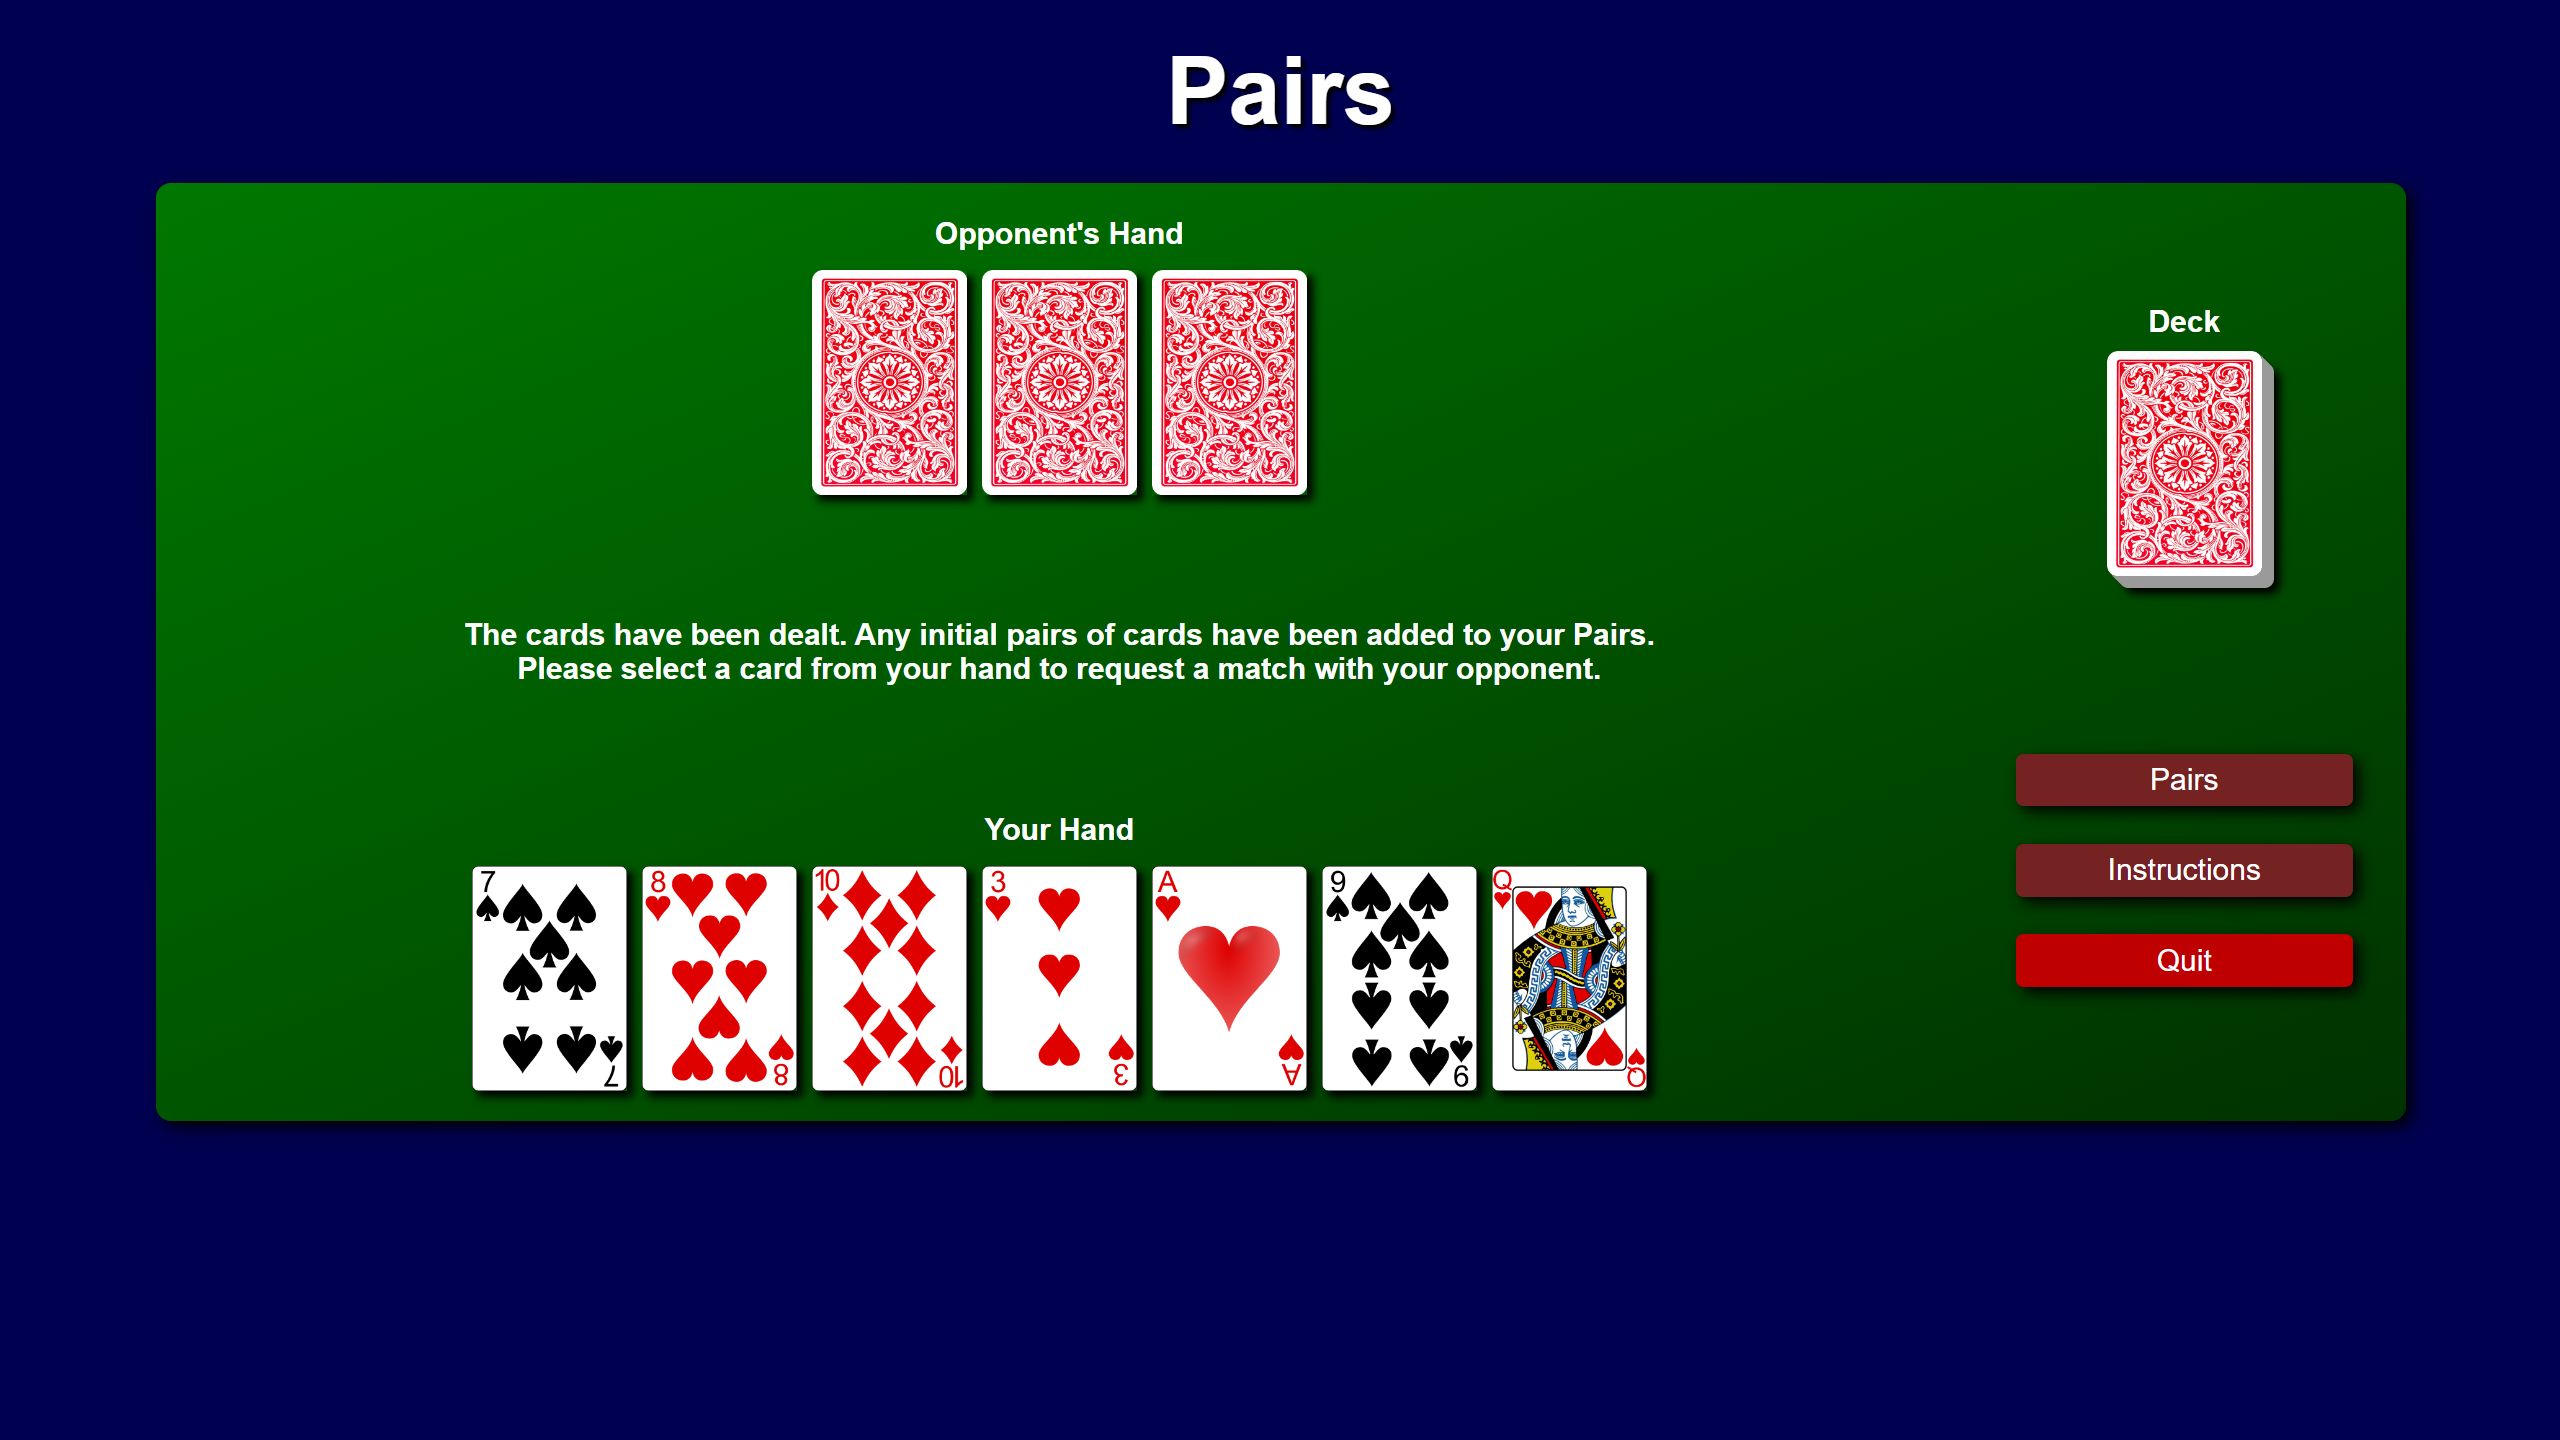 Pairs
Opponent's Hand
Deck
The cards have been dealt. Any initial pairs of cards have been added to your Pairs.
Please select a card from your hand to request a match with your opponent.
Pairs
Instructions
Quit
Your Hand
7 8 10 3 A 9 Q
7 8 10 3 A 9 Q